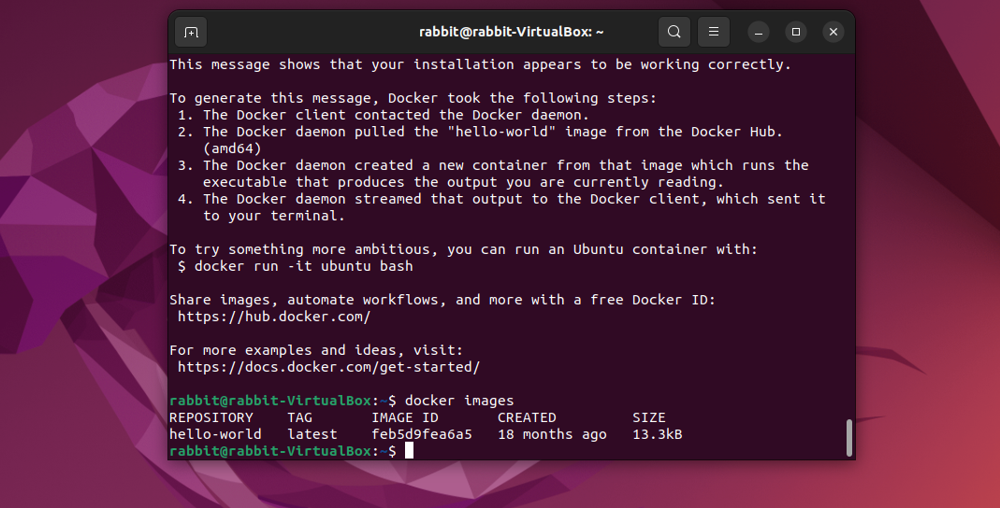 rabbit@rabbit-VirtualBox: ~
This message shows that your installation appears to be working correctly.
To generate this message, Docker took the following steps:
1. The Docker client contacted the Docker daemon.
2. The Docker daemon pulled the "hello-world" image from the Docker Hub.
(amd64)
3. The Docker daemon created a new container from that image which runs the
executable that produces the output you are currently reading.
4. The Docker daemon streamed that output to the Docker client, which sent it
to your terminal.
To try something more ambitious, you can run an Ubuntu container with:
$ docker run -it ubuntu bash
Share images, automate workflows, and more with a free Docker ID:
https://hub.docker.com/
For more examples and ideas, visit:
https://docs.docker.com/get-started/
rabbit@rabbit-VirtualBox:~$ docker images
REPOSITORY TAG IMAGE ID CREATED SIZE
hello-world latest feb5d9fea6a5 18 months ago 13.3kB
rabbit@rabbit-VirtualBox:~$